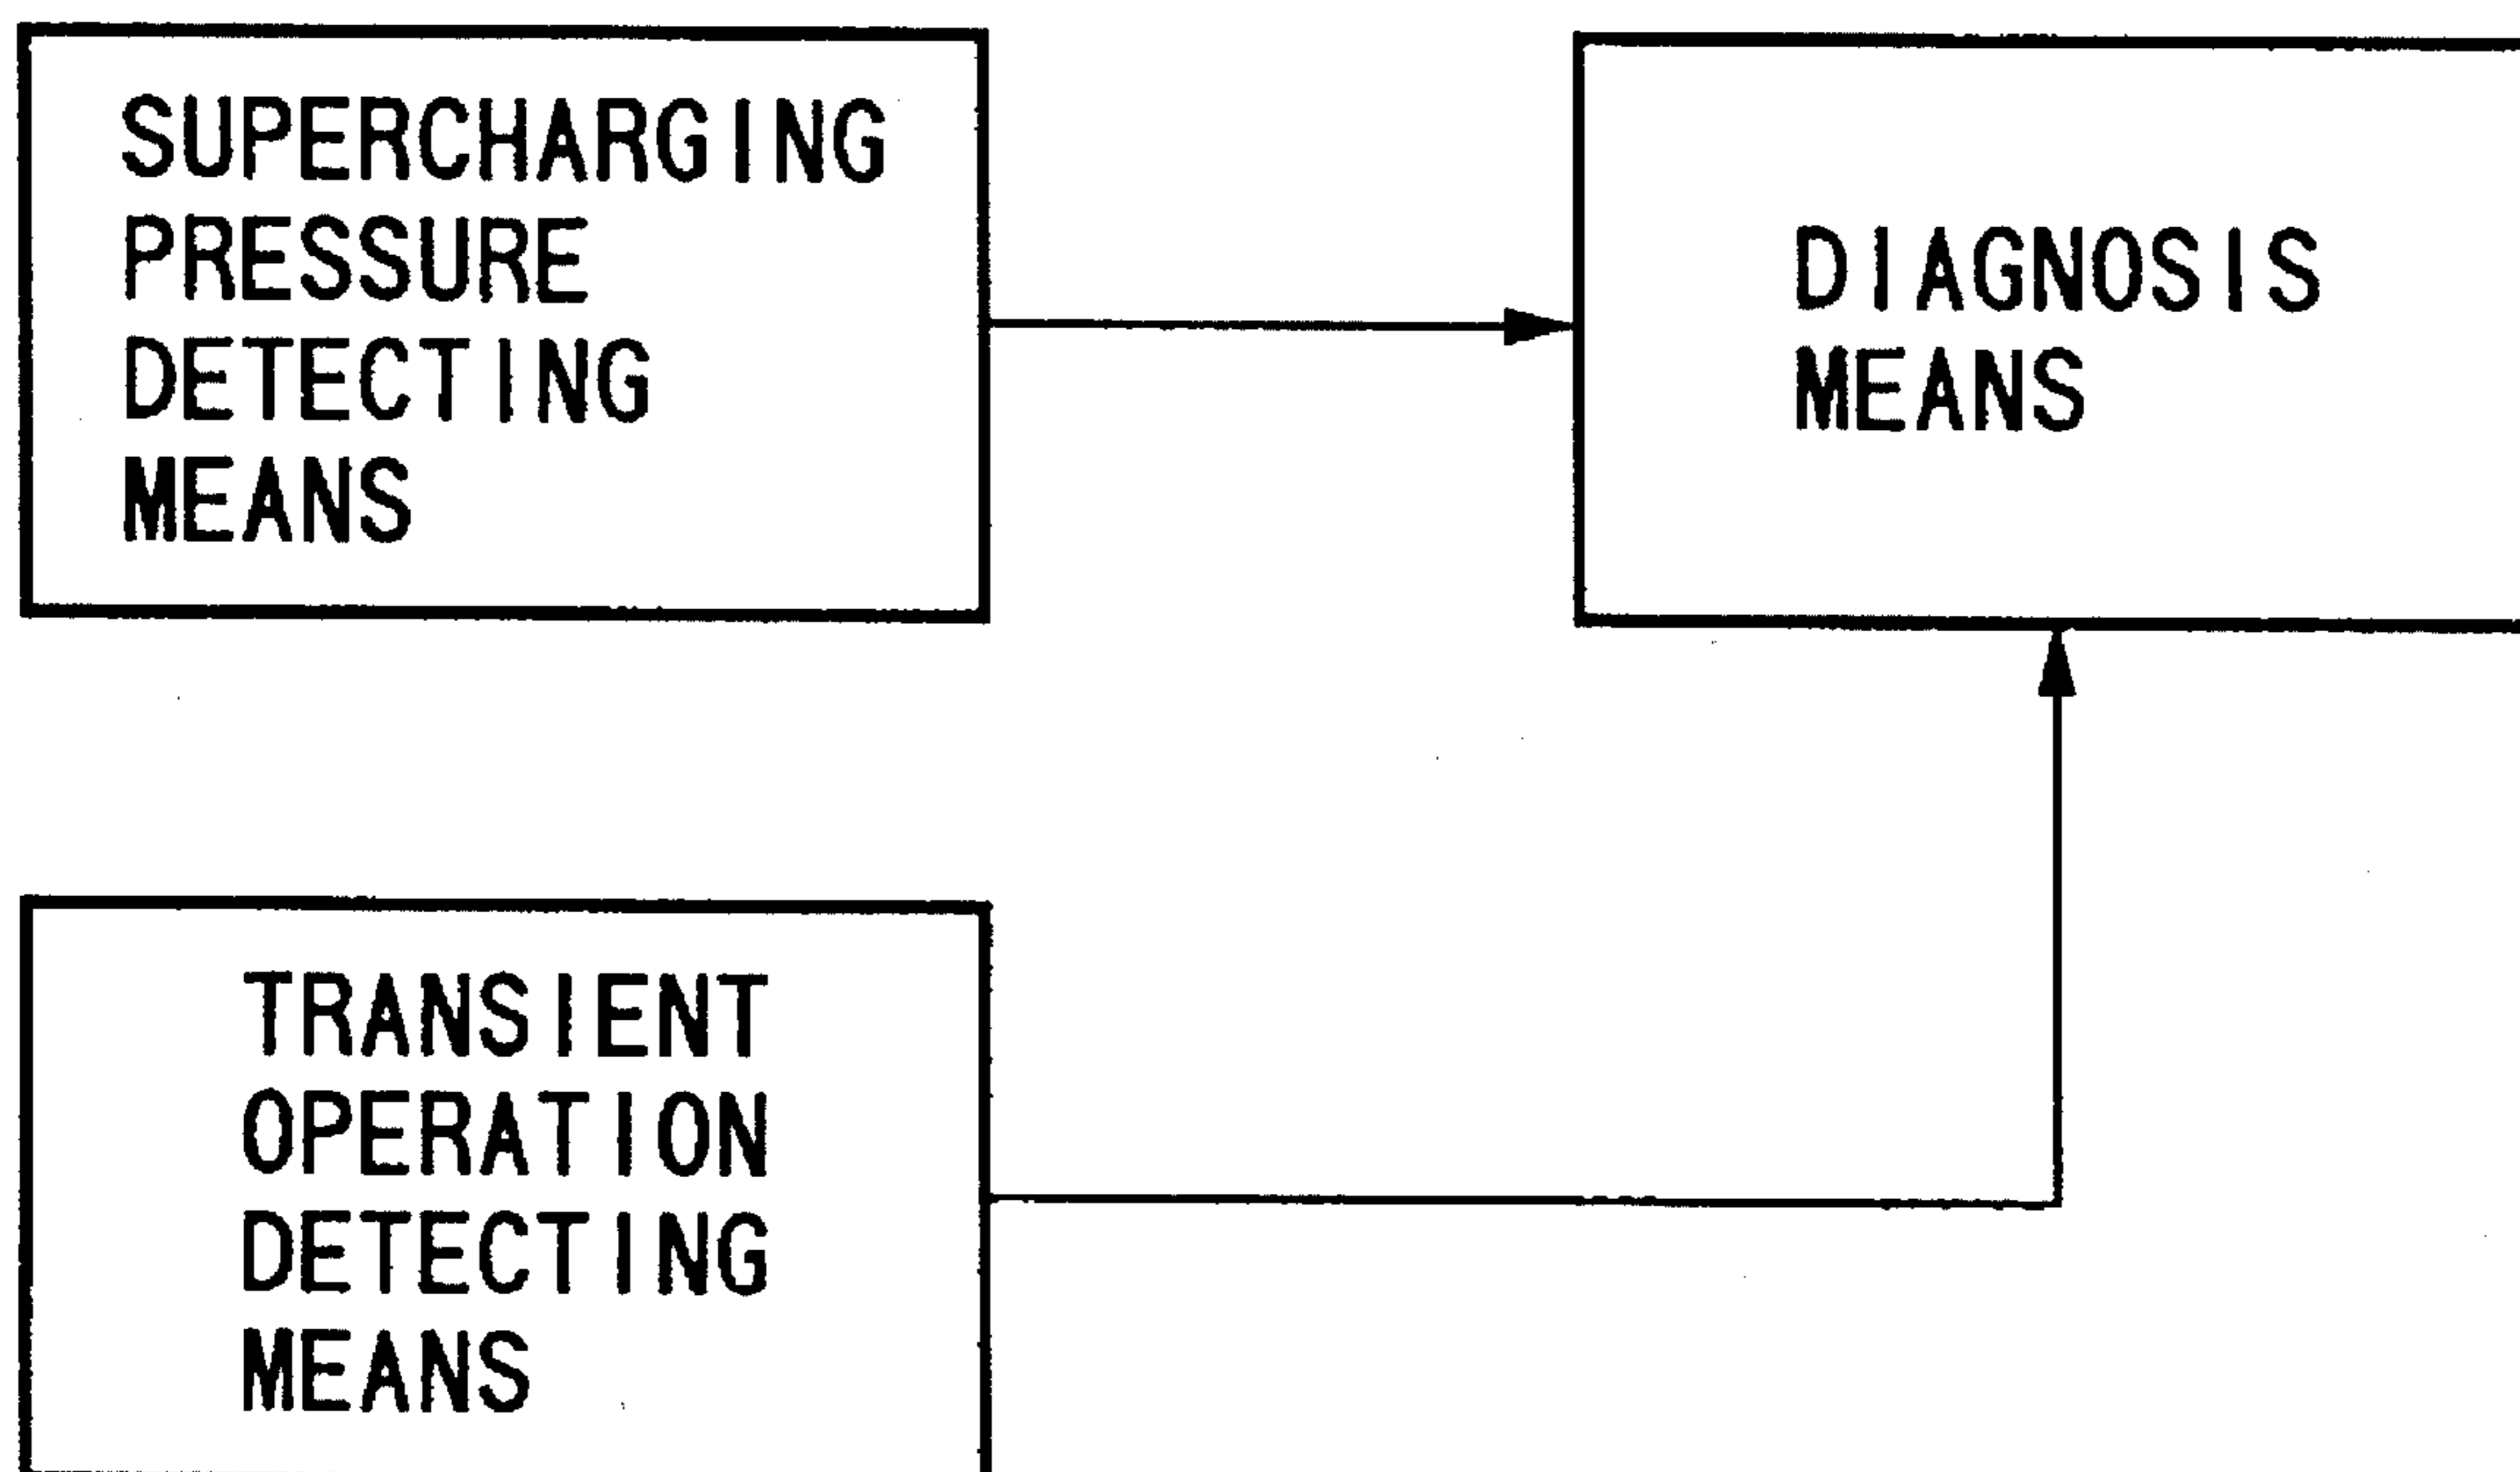 SUPERCHARGING
PRESSURE
DETECTING
MEANS
DIAGNOSIS
MEANS
TRANSIENT
OPERATION
DETECTING
MEANS